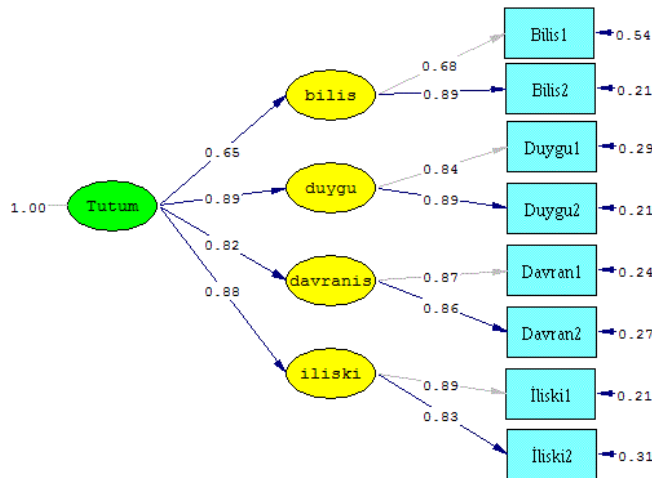 Bilis1
0.54
0.68
bilis
0.89
Bilis2
0.21
0.65
Duygu1
0.29
0.84
duygu
0.89
0.89
Duygu2
0.21
1.00
Tutum
0.82
Davran1
0.24
0.87
davranis
0.86
0.88
Davran2
0.27
iliski
0.89
İliski1
0.21
0.83
İliski2
0.31